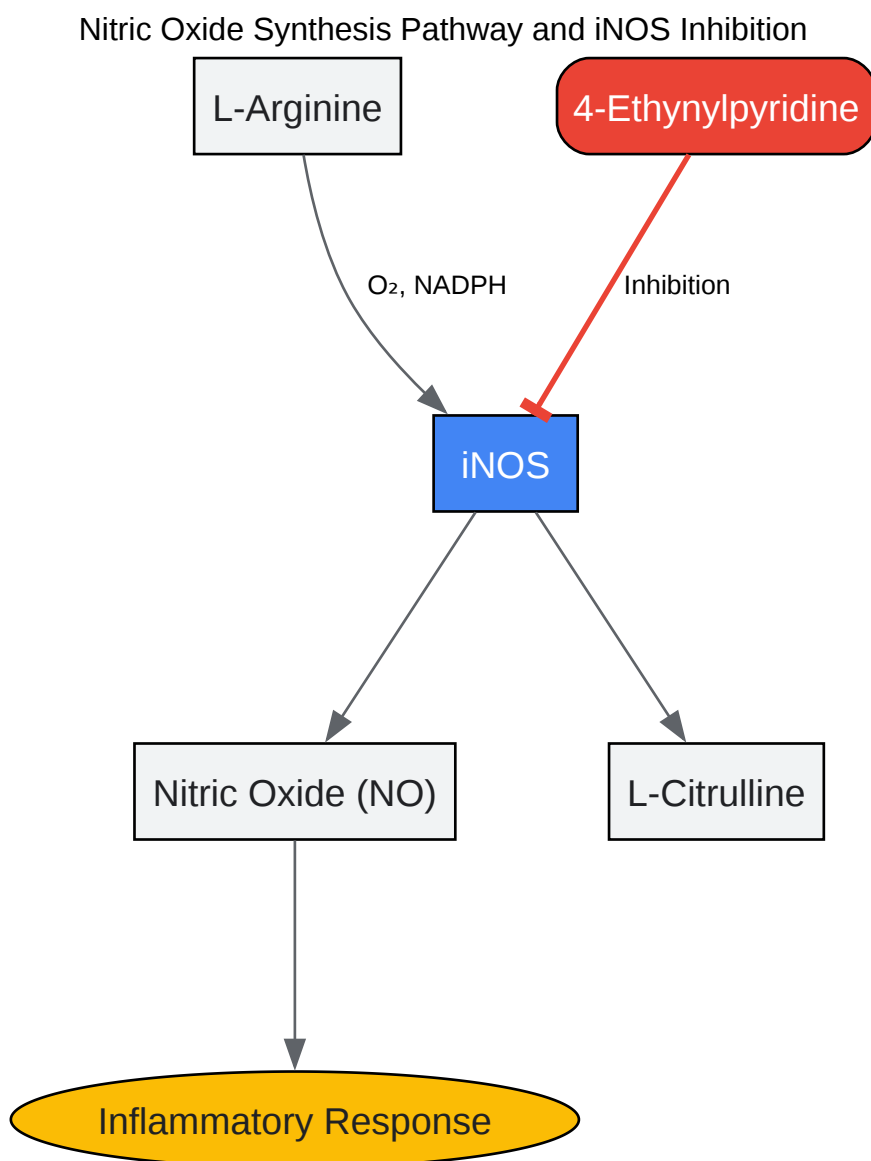 Nitric Oxide Synthesis Pathway and iNOS Inhibition
L-Arginine
4-Ethynylpyridine
O₂, NADPH
Inhibition
iNOS
Nitric Oxide (NO)
L-Citrulline
Inflammatory Response